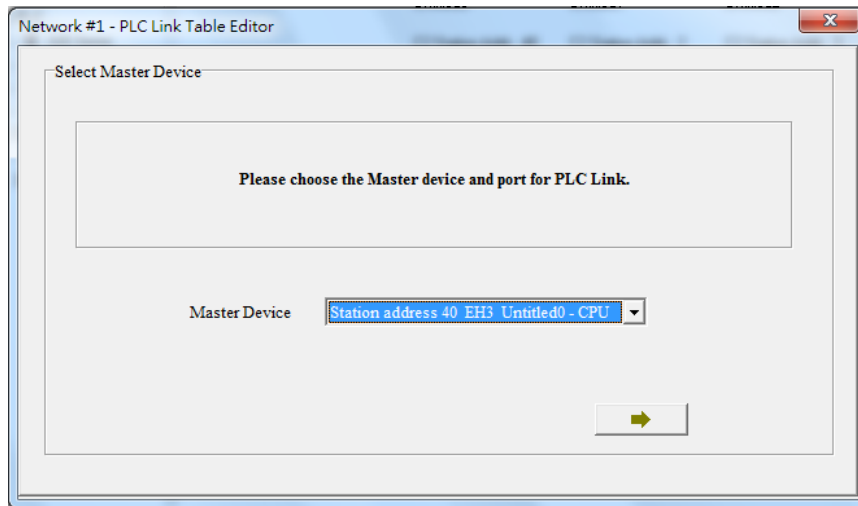 Network #1 - PLC Link Table Editor
Select Master Device
Please choose the Master device and port for PLC Link.
Master Device
Station address 40 EH3 Untitled0 - CPU